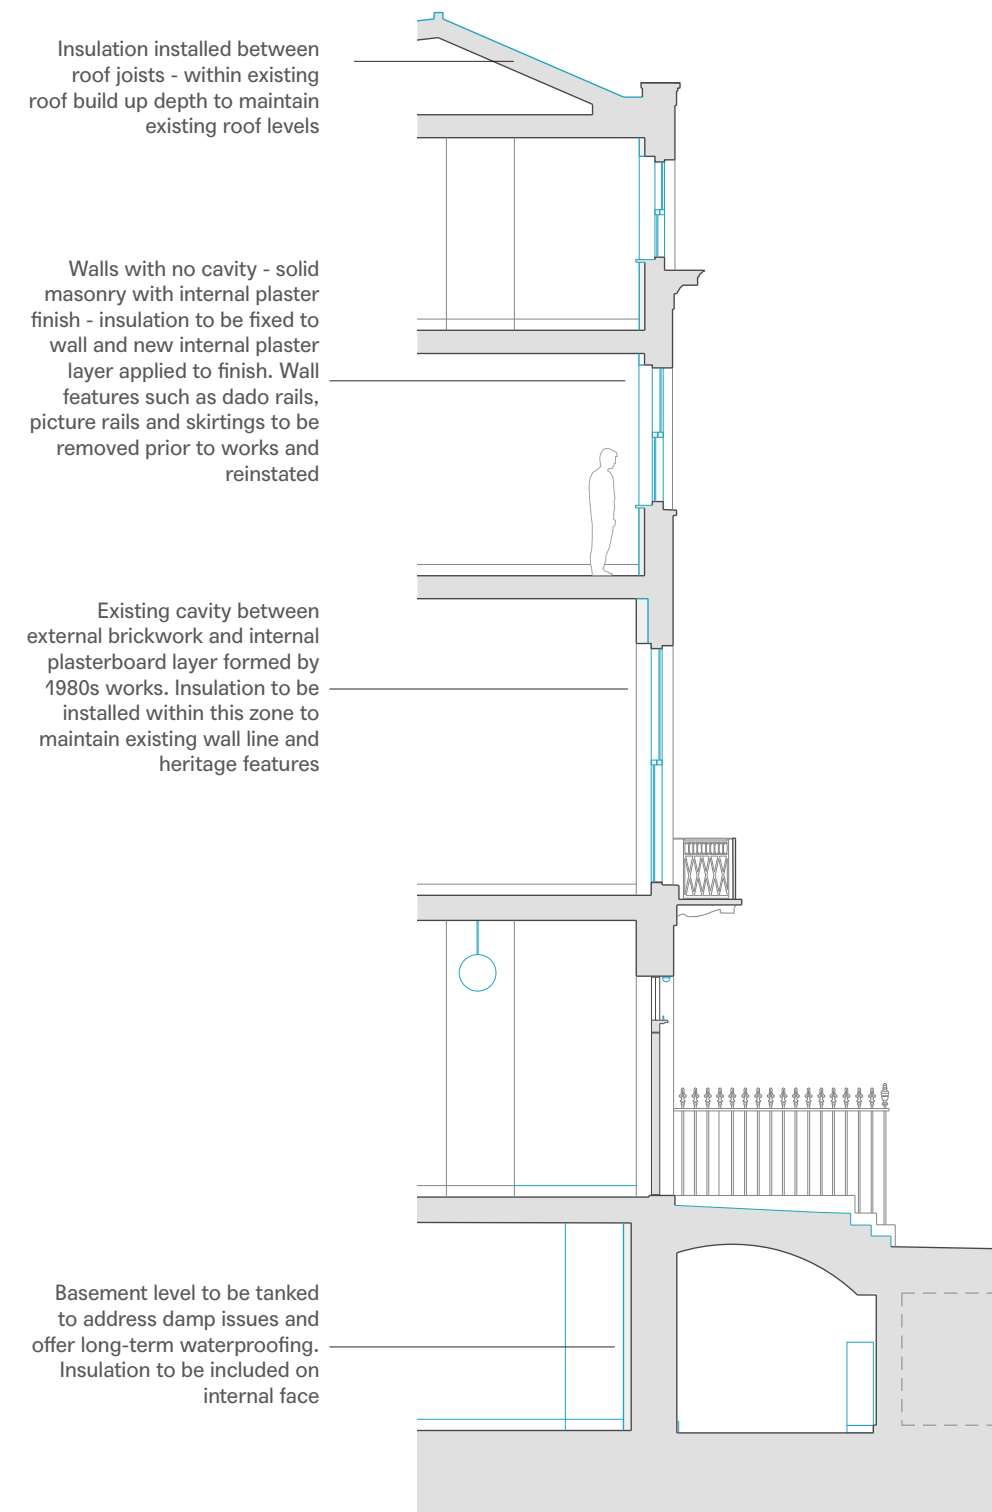 Insulation installed between
roof joists - within existing
roof build up depth to maintain
existing roof levels
Walls with no cavity - solid
masonry with internal plaster
finish - insulation to be fixed to
wall and new internal plaster
layer applied to finish. Wall
features such as dado rails,
picture rails and skirtings to be
removed prior to works and
reinstated
Existing cavity between
external brickwork and internal
plasterboard layer formed by
1980s works. Insulation to be
installed within this zone to
maintain existing wall line and
heritage features
Basement level to be tanked
to address damp issues and
offer long-term waterproofing.
Insulation to be included on
internal face